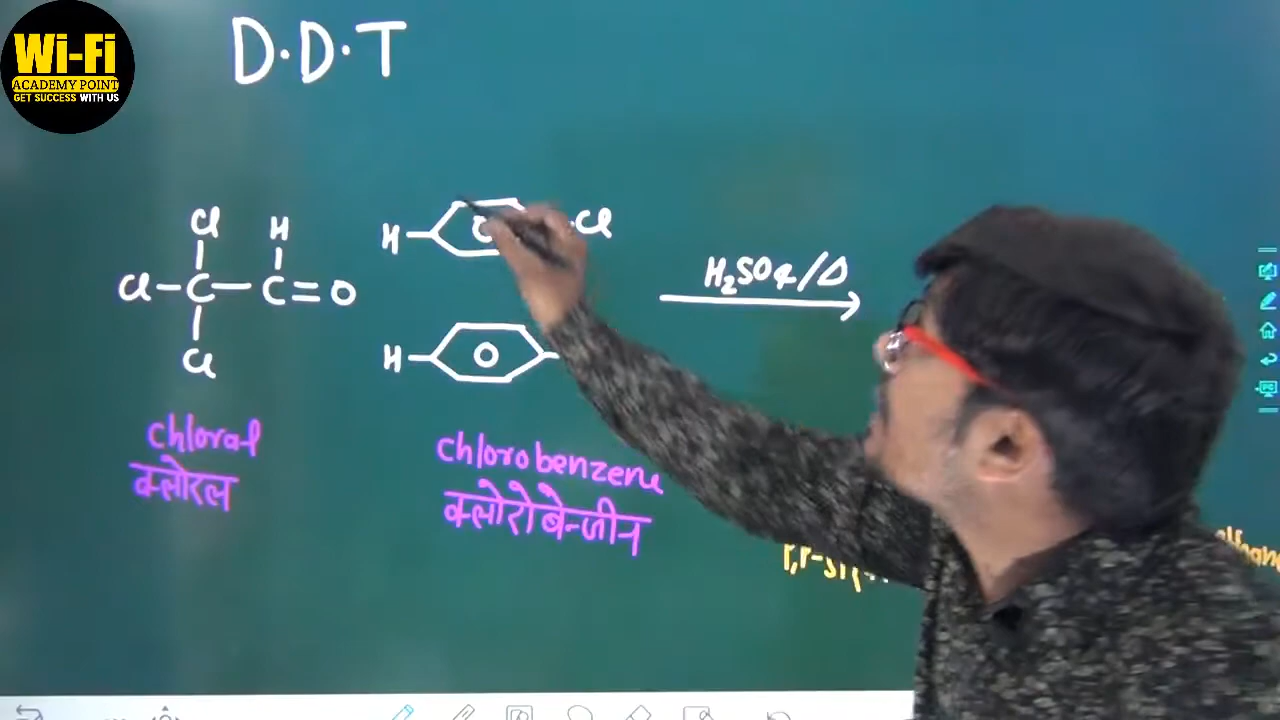 Wi-Fi
ACADEMY POINT
GET SUCCESS WITH US
D·D·T
Cl H
Cl-C-C=O
Cl
H Cl
H
H₂SO₄/Δ
chloral
क्लोरल
chlorobenzene
क्लोरोबेन्जीन